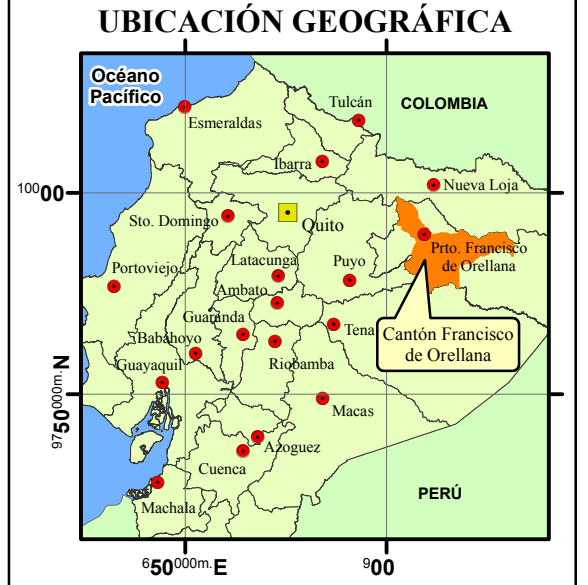 UBICACIÓN GEOGRÁFICA
Océano
Pacífico
Esmeraldas
Tulcán
COLOMBIA
Ibarra
Nueva Loja
10000
Sto. Domingo
Quito
Prto. Francisco
de Orellana
Latacunga
Puyo
Portoviejo
Ambato
Guaranda
Tena
Cantón Francisco
de Orellana
Babahoyo
Riobamba
Guayaquil
Macas
9750000m.N
Azoguez
Cuenca
PERÚ
Machala
650000m.E
900